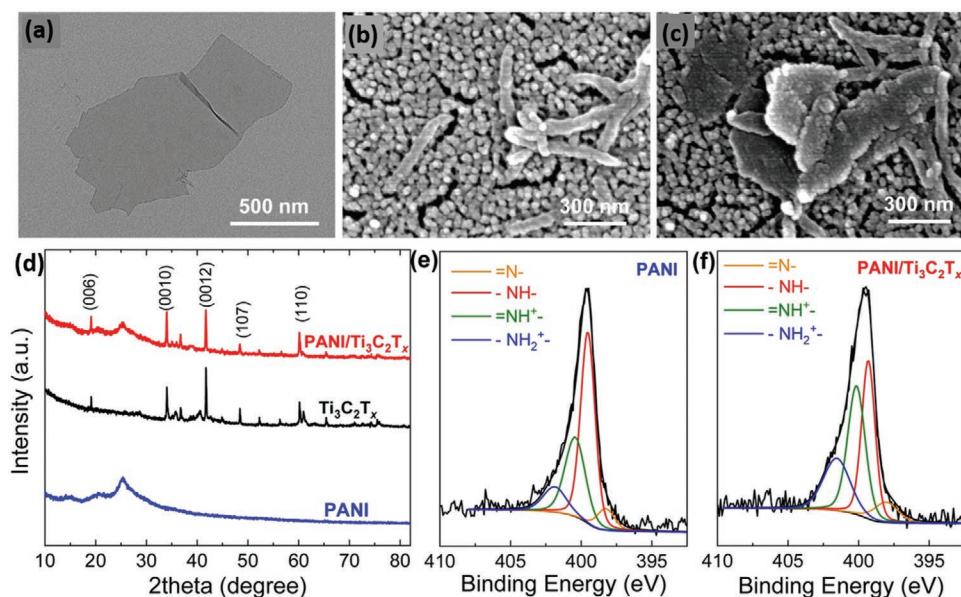 (a)
500 nm
(b)
300 nm
(c)
300 nm
(d)
Intensity (a.u.)
(006)
(0010)
(0012)
(107)
(110)
PANI/Ti₃C₂Tₓ
Ti₃C₂Tₓ
PANI
10 20 30 40 50 60 70 80
2theta (degree)
(e)
PANI
=N-
- NH-
=NH⁺-
- NH₂⁺-
410 405 400 395
Binding Energy (eV)
(f)
PANI/Ti₃C₂Tₓ
=N-
- NH-
=NH⁺-
- NH₂⁺-
410 405 400 395
Binding Energy (eV)